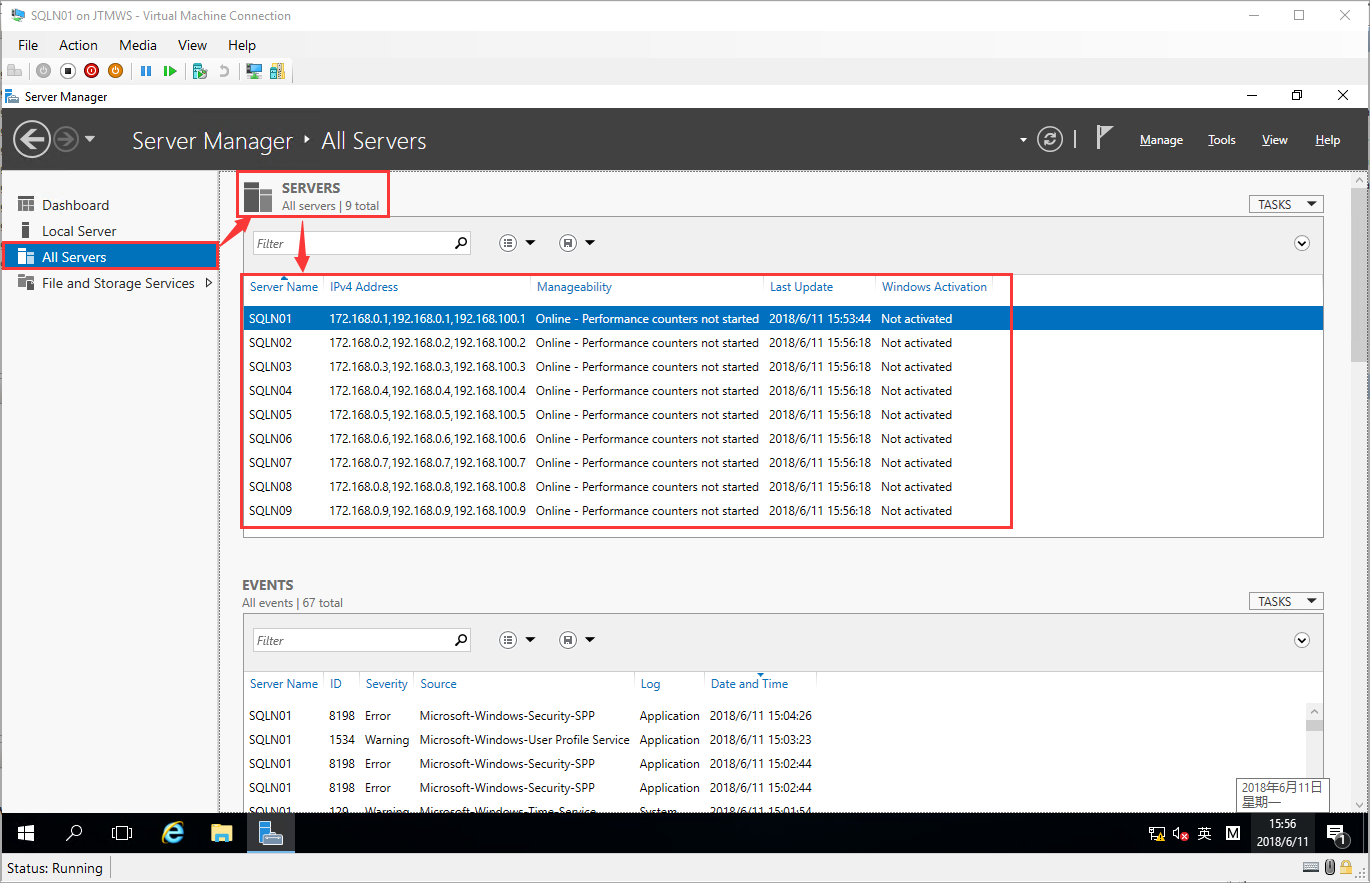 SQLN01 on JTMWS - Virtual Machine Connection
File Action Media View Help
Server Manager
Server Manager ‣ All Servers
Manage Tools View Help
Dashboard
Local Server
All Servers
File and Storage Services
SERVERS
All servers | 9 total
TASKS
Filter
Server Name IPv4 Address Manageability Last Update Windows Activation
SQLN01 172.168.0.1,192.168.0.1,192.168.100.1 Online - Performance counters not started 2018/6/11 15:53:44 Not activated
SQLN02 172.168.0.2,192.168.0.2,192.168.100.2 Online - Performance counters not started 2018/6/11 15:56:18 Not activated
SQLN03 172.168.0.3,192.168.0.3,192.168.100.3 Online - Performance counters not started 2018/6/11 15:56:18 Not activated
SQLN04 172.168.0.4,192.168.0.4,192.168.100.4 Online - Performance counters not started 2018/6/11 15:56:18 Not activated
SQLN05 172.168.0.5,192.168.0.5,192.168.100.5 Online - Performance counters not started 2018/6/11 15:56:18 Not activated
SQLN06 172.168.0.6,192.168.0.6,192.168.100.6 Online - Performance counters not started 2018/6/11 15:56:18 Not activated
SQLN07 172.168.0.7,192.168.0.7,192.168.100.7 Online - Performance counters not started 2018/6/11 15:56:18 Not activated
SQLN08 172.168.0.8,192.168.0.8,192.168.100.8 Online - Performance counters not started 2018/6/11 15:56:18 Not activated
SQLN09 172.168.0.9,192.168.0.9,192.168.100.9 Online - Performance counters not started 2018/6/11 15:56:18 Not activated
EVENTS
All events | 67 total
TASKS
Filter
Server Name ID Severity Source Log Date and Time
SQLN01 8198 Error Microsoft-Windows-Security-SPP Application 2018/6/11 15:04:26
SQLN01 1534 Warning Microsoft-Windows-User Profile Service Application 2018/6/11 15:03:23
SQLN01 8198 Error Microsoft-Windows-Security-SPP Application 2018/6/11 15:02:44
SQLN01 8198 Error Microsoft-Windows-Security-SPP Application 2018/6/11 15:02:44
SQLN01 129 Warning Microsoft-Windows-Time-Service System 2018/6/11 15:01:54
2018年6月11日
星期一
英 M
15:56
2018/6/11
1
Status: Running